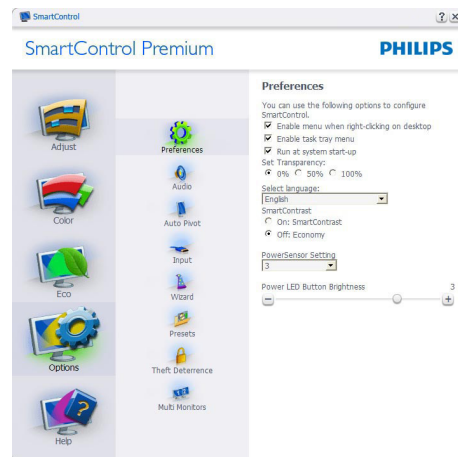 SmartControl
SmartControl Premium
PHILIPS
Adjust
Color
Eco
Options
Help
Preferences
Audio
Auto Pivot
Input
Wizard
Presets
Theft Deterrence
Multi Monitors
Preferences
You can use the following options to configure
SmartControl.
Enable menu when right-clicking on desktop
Enable task tray menu
Run at system start-up
Set Transparency:
0% 50% 100%
Select language:
English
SmartContrast
On: SmartContrast
Off: Economy
PowerSensor Setting
3
Power LED Button Brightness 3